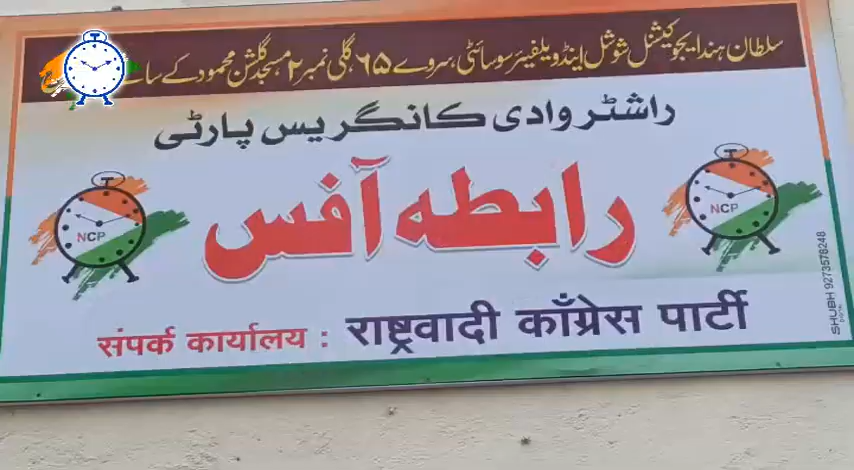 سلطان ہند ایجوکیشنل شوشل اینڈ ویلفیئر سوسائٹی، سروے ۶۵، گلی نمبر ۲ مسجد گلشن محمود کے سا
راشٹروادی کانگریس پارٹی
رابطہ آفس
NCP
NCP
संपर्क कार्यालय : राष्ट्रवादी काँग्रेस पार्टी
SHUBH 9273578248